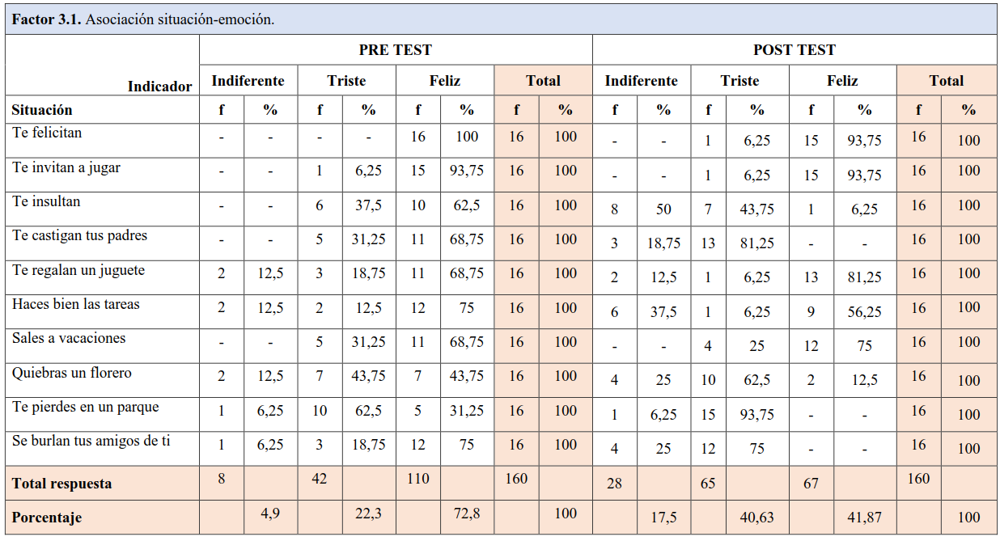 Factor 3.1. Asociación situación-emoción.
PRE TEST POST TEST
Indicador Indiferente Triste Feliz Total Indiferente Triste Feliz Total
Situación f % f % f % f % f % f % f % f %
Te felicitan - - - - 16 100 16 100 - - 1 6,25 15 93,75 16 100
Te invitan a jugar - - 1 6,25 15 93,75 16 100 - - 1 6,25 15 93,75 16 100
Te insultan - - 6 37,5 10 62,5 16 100 8 50 7 43,75 1 6,25 16 100
Te castigan tus padres - - 5 31,25 11 68,75 16 100 3 18,75 13 81,25 - - 16 100
Te regalan un juguete 2 12,5 3 18,75 11 68,75 16 100 2 12,5 1 6,25 13 81,25 16 100
Haces bien las tareas 2 12,5 2 12,5 12 75 16 100 6 37,5 1 6,25 9 56,25 16 100
Sales a vacaciones - - 5 31,25 11 68,75 16 100 - - 4 25 12 75 16 100
Quiebras un florero 2 12,5 7 43,75 7 43,75 16 100 4 25 10 62,5 2 12,5 16 100
Te pierdes en un parque 1 6,25 10 62,5 5 31,25 16 100 1 6,25 15 93,75 - - 16 100
Se burlan tus amigos de ti 1 6,25 3 18,75 12 75 16 100 4 25 12 75 - - 16 100
Total respuesta 8 42 110 160 28 65 67 160
Porcentaje 4,9 22,3 72,8 100 17,5 40,63 41,87 100